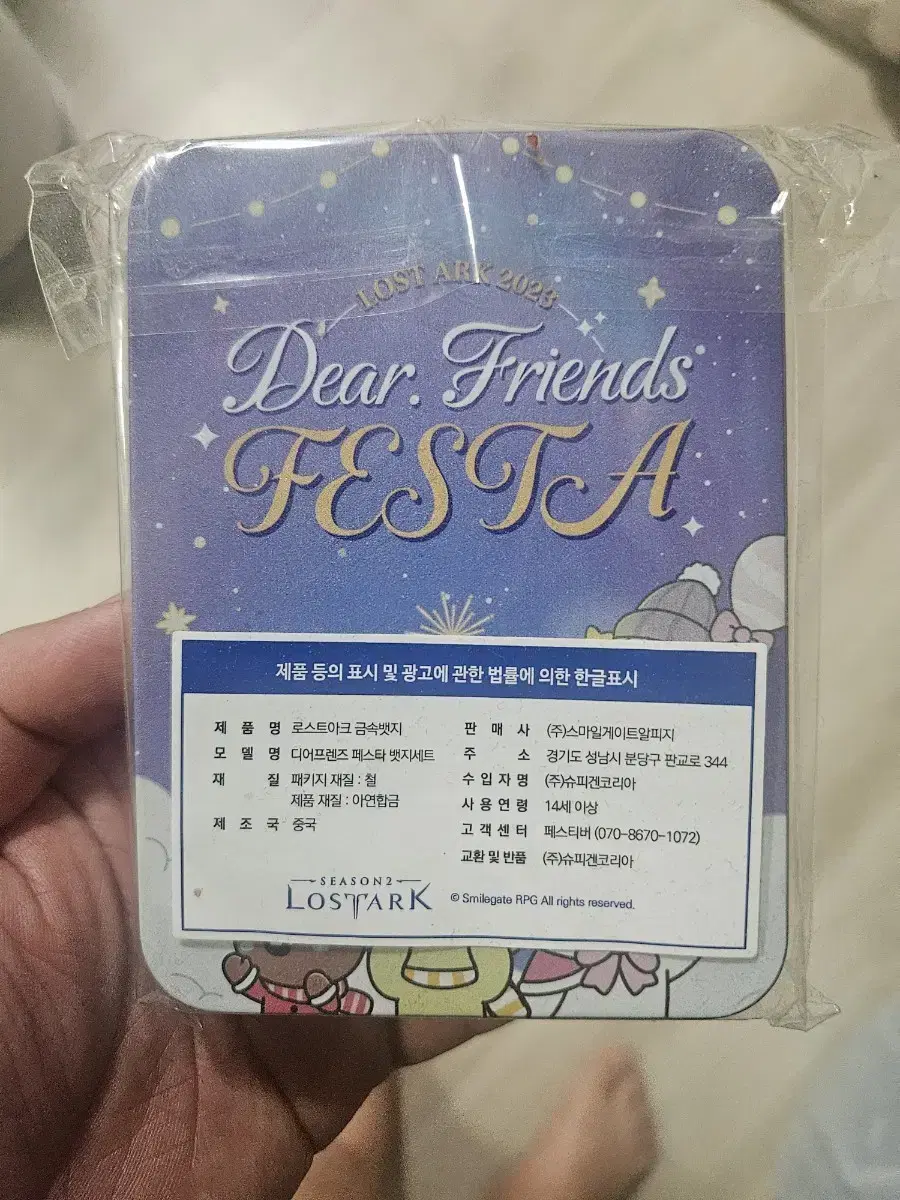 LOST ARK 2023
Dear. Friends
FESTA
제품 등의 표시 및 광고에 관한 법률에 의한 한글표시
제 품 명 로스트아크 금속뱃지
모 델 명 디어프렌즈 페스타 뱃지세트
재 질 패키지 재질 : 철
제품 재질 : 아연합금
제 조 국 중국
판 매 사 (주)스마일게이트알피지
주 소 경기도 성남시 분당구 판교로 344
수 입 자 명 (주)슈피겐코리아
사 용 연 령 14세 이상
고 객 센 터 페스티버 (070-8670-1072)
교환 및 반품 (주)슈피겐코리아
SEASON 2
LOSTARK
© Smilegate RPG All rights reserved.